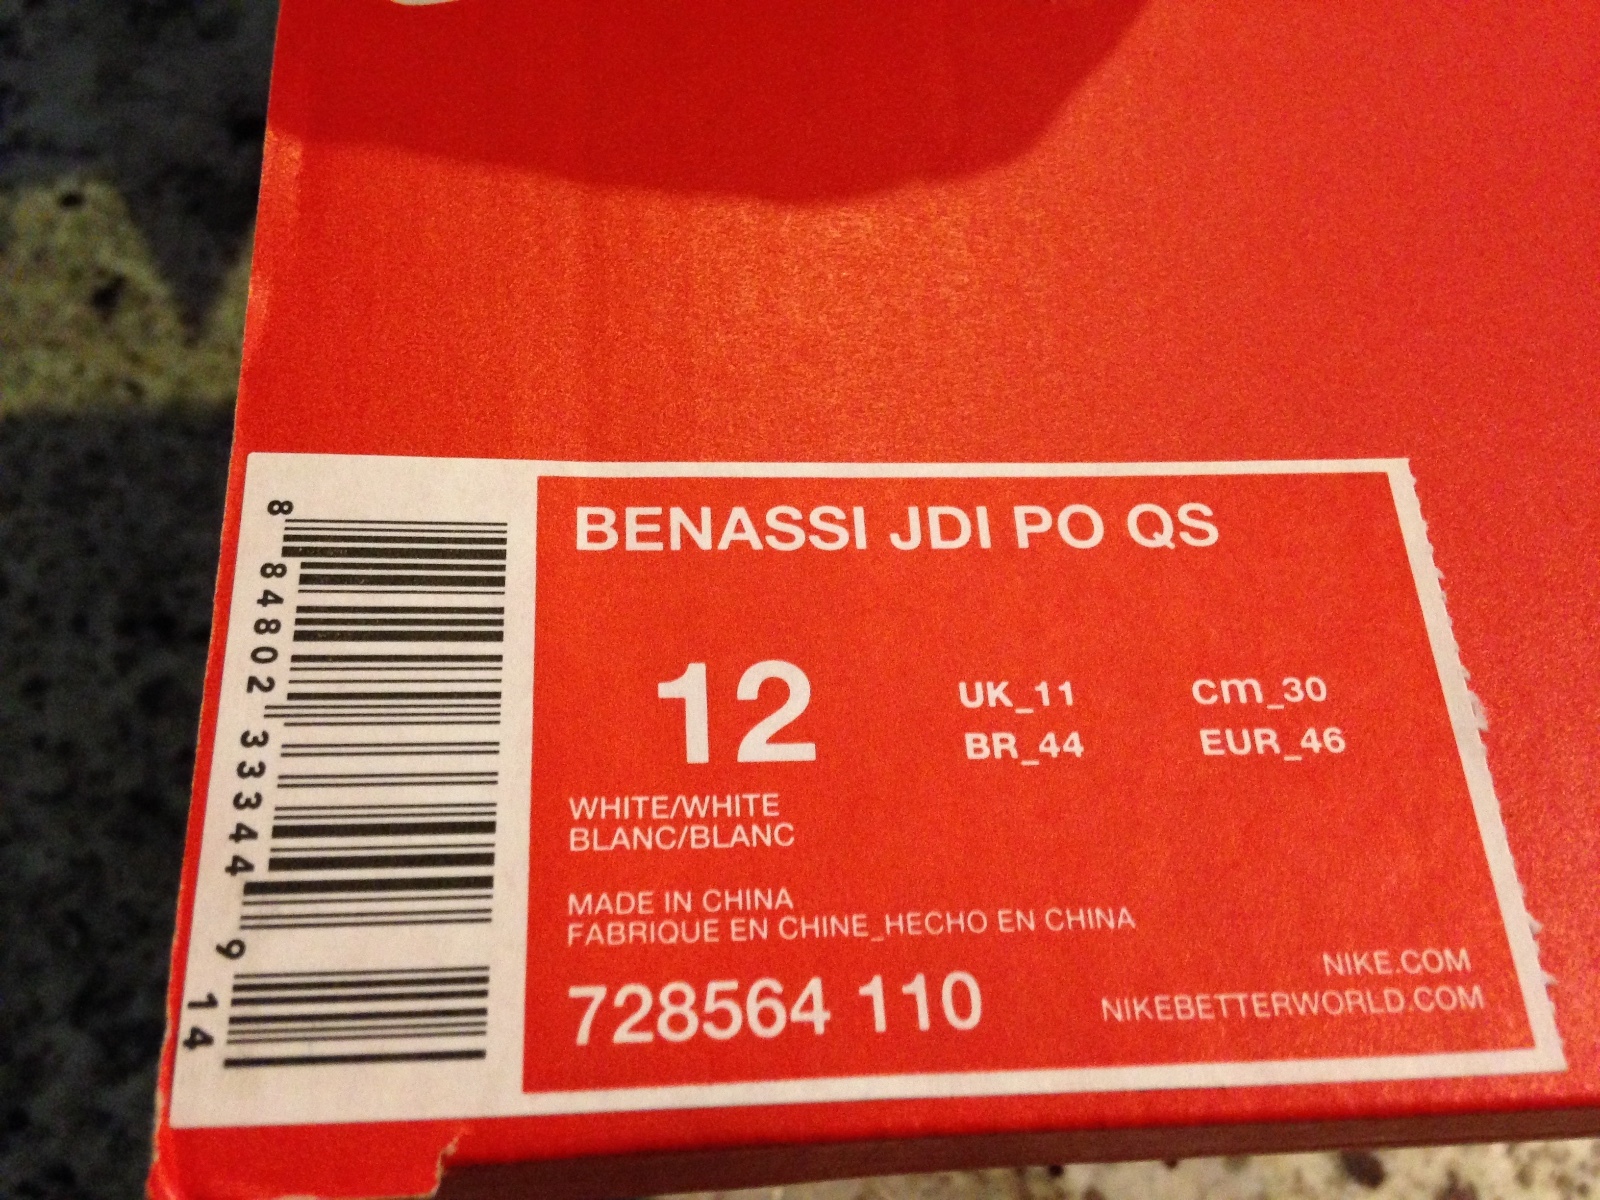 BENASSI JDI PO QS
12
UK_11 cm_30
BR_44 EUR_46
WHITE/WHITE
BLANC/BLANC
MADE IN CHINA
FABRIQUE EN CHINE_HECHO EN CHINA
728564 110
NIKE.COM
NIKEBETTERWORLD.COM
8 84802 33344 9 14